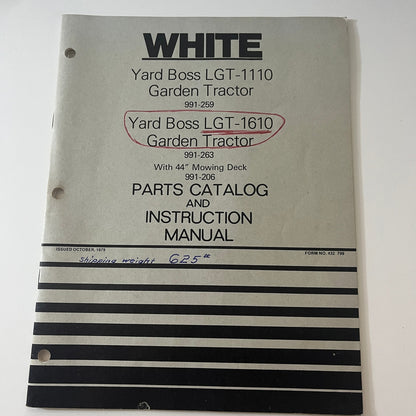 WHITE
Yard Boss LGT-1110
Garden Tractor
991-259
Yard Boss LGT-1610
Garden Tractor
991-263
With 44" Mowing Deck
991-206
PARTS CATALOG
AND
INSTRUCTION
MANUAL
ISSUED OCTOBER, 1979 FORM NO. 432 799
Shipping weight 625#